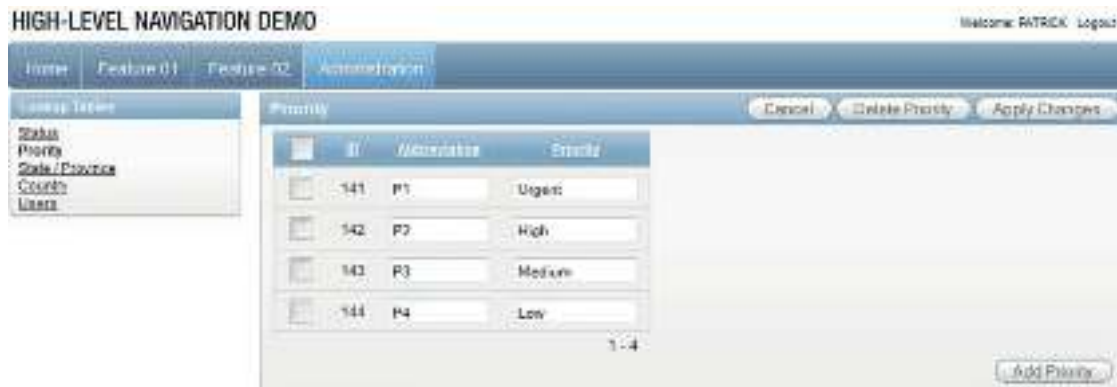 HIGH-LEVEL NAVIGATION DEMO
Welcome: PATRICK Logout
Home Feature 01 Feature 02 Administration
Lookup Tables
Status
Priority
State / Province
Country
Users
Priority
Cancel Delete Priority Apply Changes
ID Abbreviation Priority
141 P1 Urgent
142 P2 High
143 P3 Medium
144 P4 Low
1 - 4
Add Priority